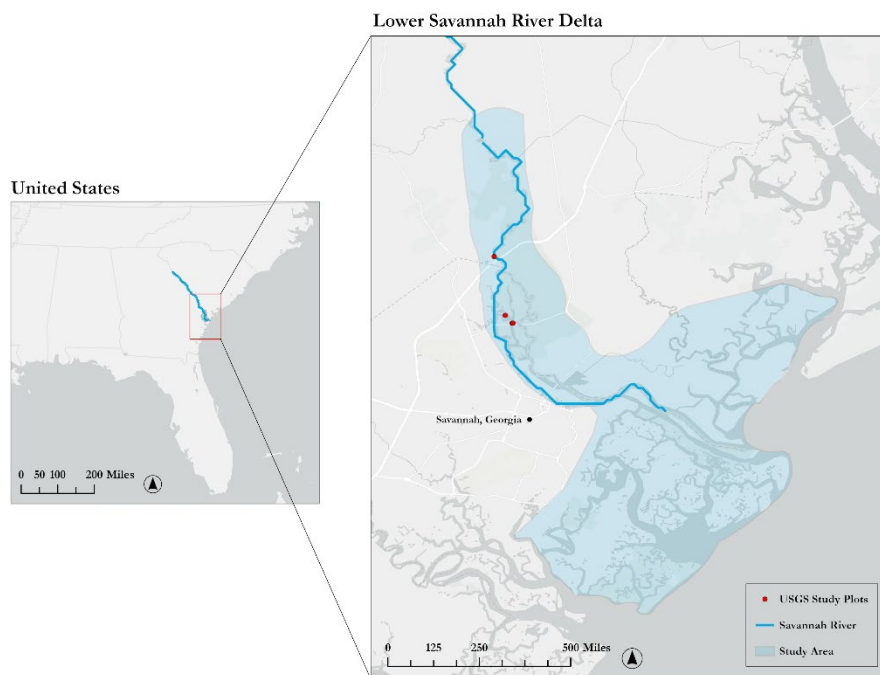 Lower Savannah River Delta
United States
0 50 100 200 Miles
Savannah, Georgia
USGS Study Plots
Savannah River
Study Area
0 125 250 500 Miles